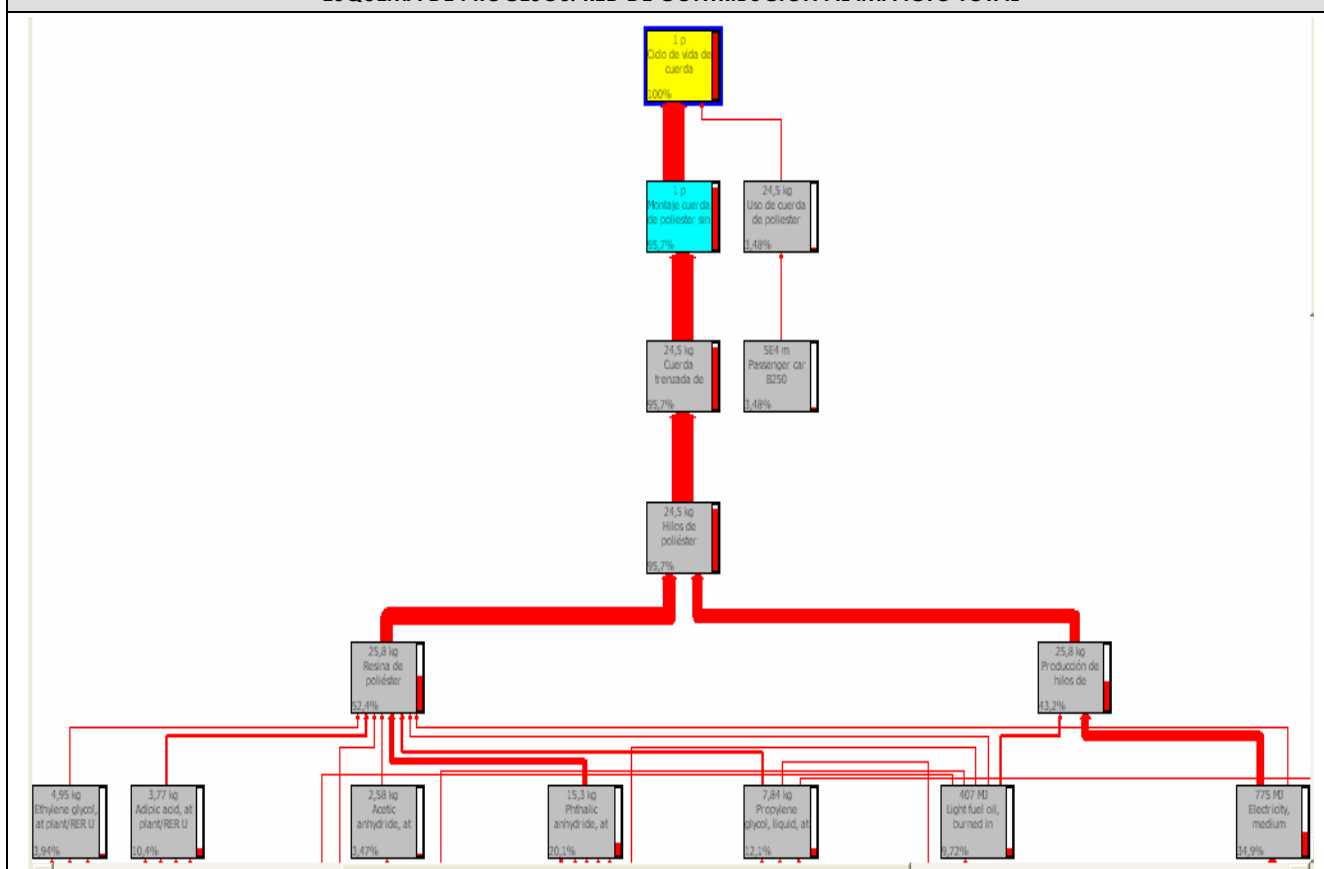 1 p
Ciclo de vida de
cuerda
100%
1 p
Montaje cuerda
de poliester sin
95,7%
24,5 kg
Uso de cuerda
de poliester
3,48%
24,5 kg
Cuerda
trenzada de
95,7%
5E4 m
Passenger car
B250
3,48%
24,5 kg
Hilos de
poliéster
95,7%
25,8 kg
Resina de
poliéster
52,4%
25,8 kg
Producción de
hilos de
43,2%
4,95 kg
Ethylene glycol,
at plant/RER U
3,94%
3,77 kg
Adipic acid, at
plant/RER U
10,4%
2,58 kg
Acetic
anhydride, at
3,47%
15,3 kg
Phthalic
anhydride, at
20,1%
7,84 kg
Propylene
glycol, liquid, at
12,1%
407 MJ
Light fuel oil,
burned in
9,72%
775 MJ
Electricity,
medium
34,9%